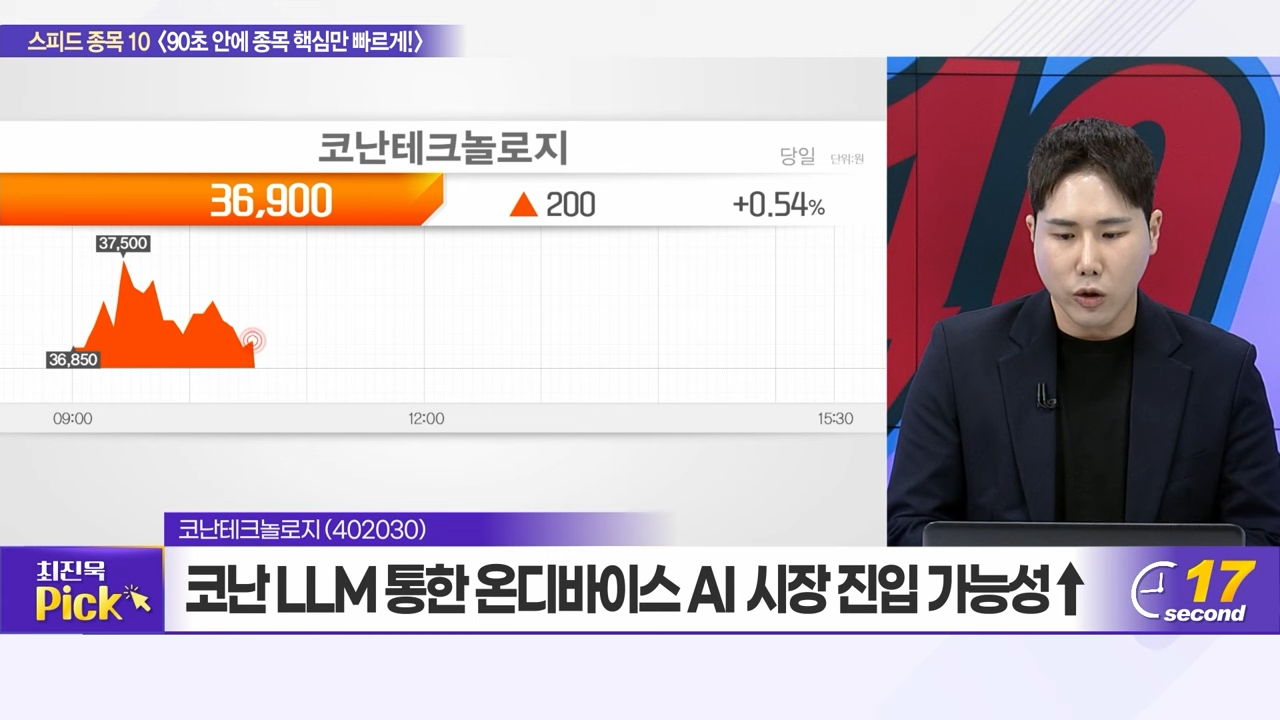 스피드 종목 10 〈90초 안에 종목 핵심만 빠르게!〉
코난테크놀로지
당일 단위:원
36,900 ▲ 200 +0.54%
37,500
36,850
09:00 12:00 15:30
코난테크놀로지(402030)
최진욱
Pick
코난 LLM 통한 온디바이스 AI 시장 진입 가능성↑
17
second